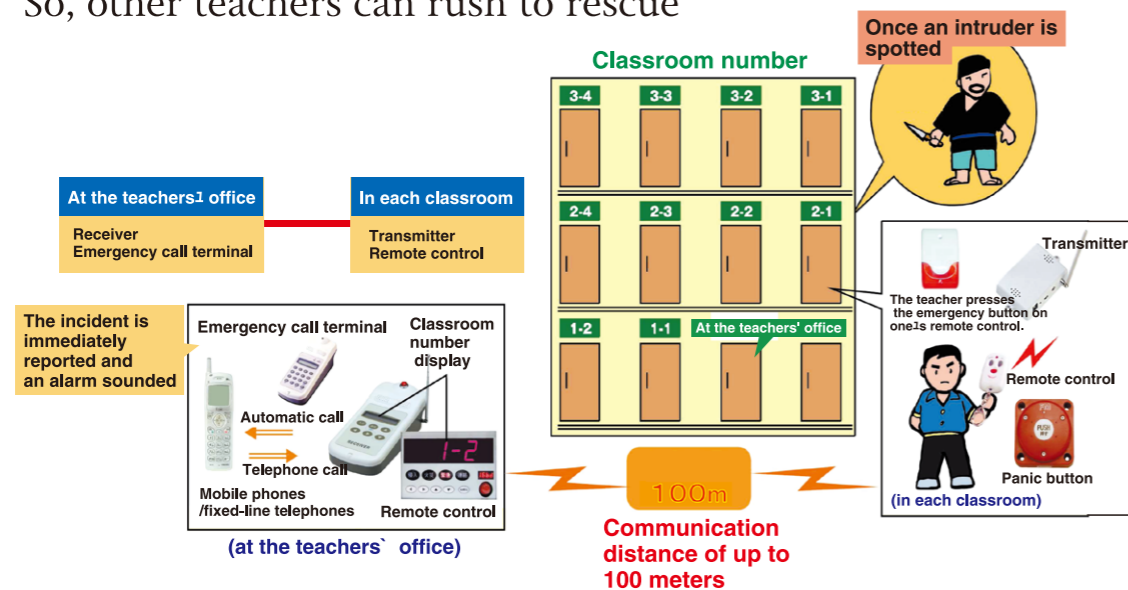 So, other teachers can rush to rescue
Once an intruder is
spotted
Classroom number
3-4 3-3 3-2 3-1
At the teachers1 office
Receiver
Emergency call terminal
In each classroom
Transmitter
Remote control
2-4 2-3 2-2 2-1
Transmitter
The teacher presses
the emergency button on
one1s remote control.
1-2 1-1 At the teachers' office
The incident is
immediately
reported and
an alarm sounded
Emergency call terminal
Classroom
number
display
Automatic call
Telephone call
Mobile phones
/fixed-line telephones
RECEIVER
1-2
Remote control
(at the teachers` office)
Remote control
PUSH
Panic button
(in each classroom)
100m
Communication
distance of up to
100 meters